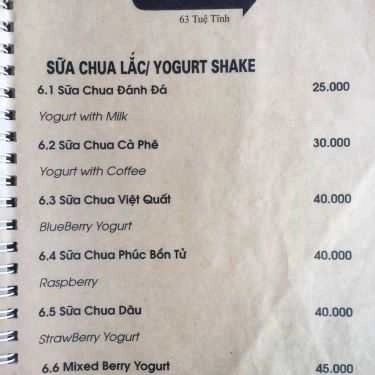 63 Tuệ Tĩnh
SỮA CHUA LẮC/ YOGURT SHAKE
6.1 Sữa Chua Đánh Đá 25.000
Yogurt with Milk
6.2 Sữa Chua Cà Phê 30.000
Yogurt with Coffee
6.3 Sữa Chua Việt Quất 40.000
BlueBerry Yogurt
6.4 Sữa Chua Phúc Bồn Tử 40.000
Raspberry
6.5 Sữa Chua Dâu 40.000
StrawBerry Yogurt
6.6 Mixed Berry Yogurt 45.000